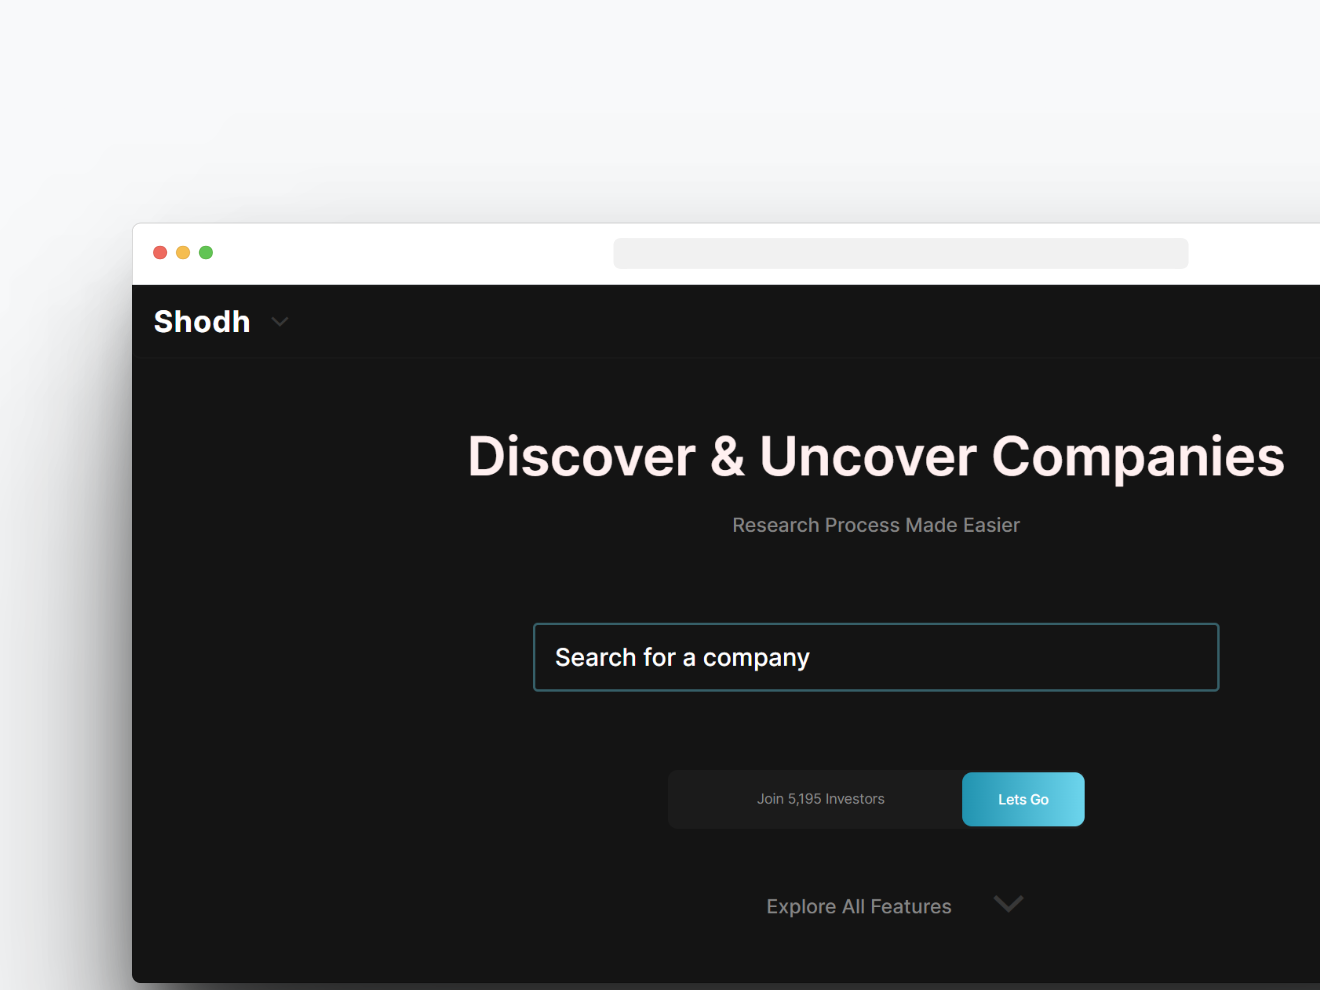 Shodh
Discover & Uncover Companies
Research Process Made Easier
Search for a company
Join 5,195 Investors
Lets Go
Explore All Features